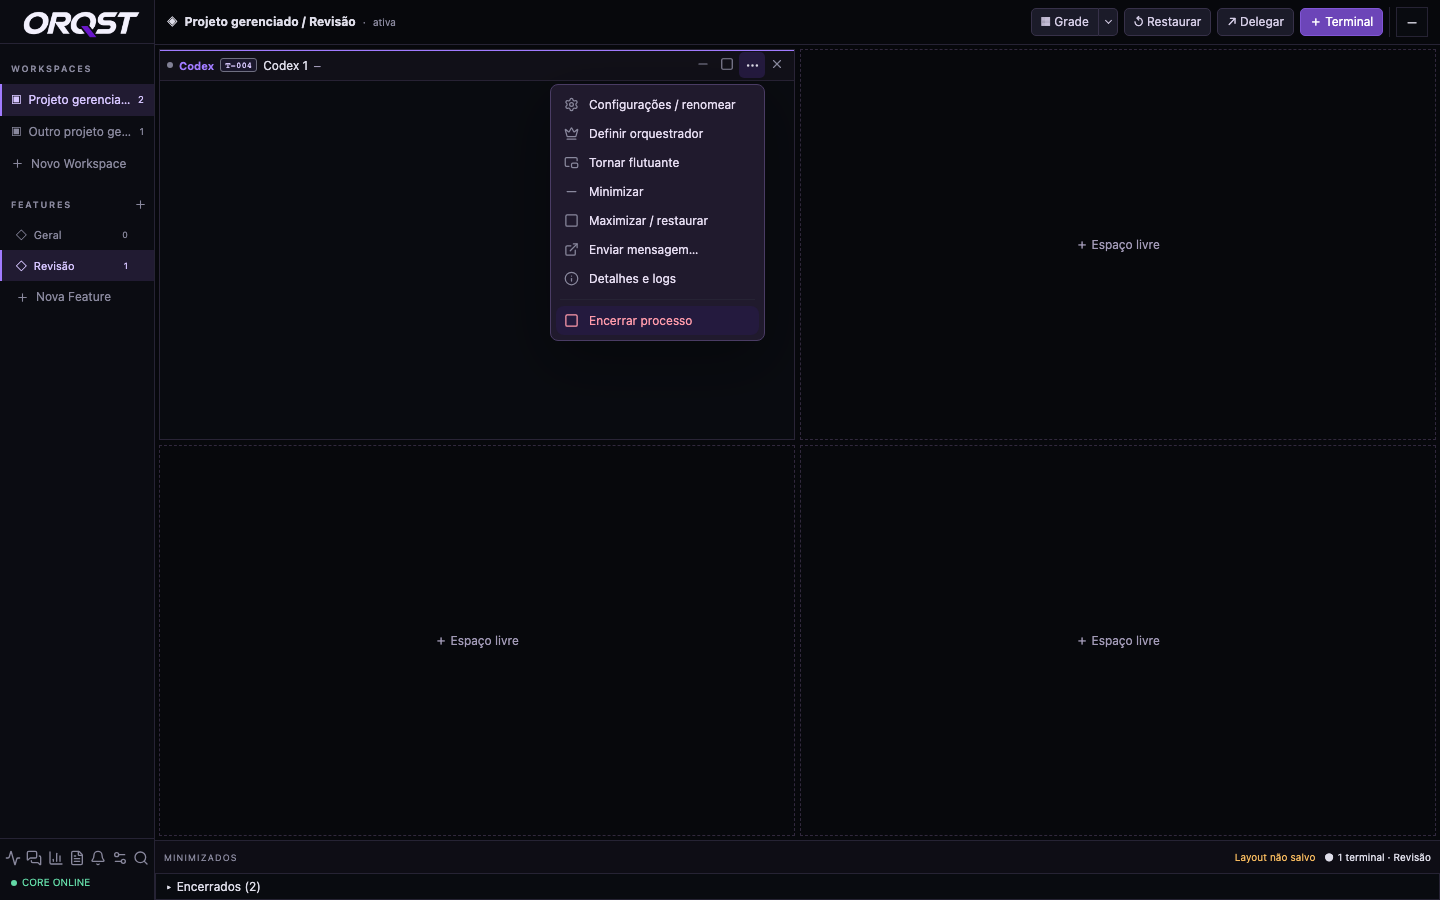 ORQST
Projeto gerenciado / Revisão · ativa
Grade
Restaurar
Delegar
+ Terminal
WORKSPACES
Projeto gerencia... 2
Outro projeto ge... 1
+ Novo Workspace
FEATURES +
Geral 0
Revisão 1
+ Nova Feature
CORE ONLINE
Codex T-004 Codex 1 –
Configurações / renomear
Definir orquestrador
Tornar flutuante
Minimizar
Maximizar / restaurar
Enviar mensagem...
Detalhes e logs
Encerrar processo
+ Espaço livre
+ Espaço livre
+ Espaço livre
MINIMIZADOS
Layout não salvo
1 terminal · Revisão
Encerrados (2)